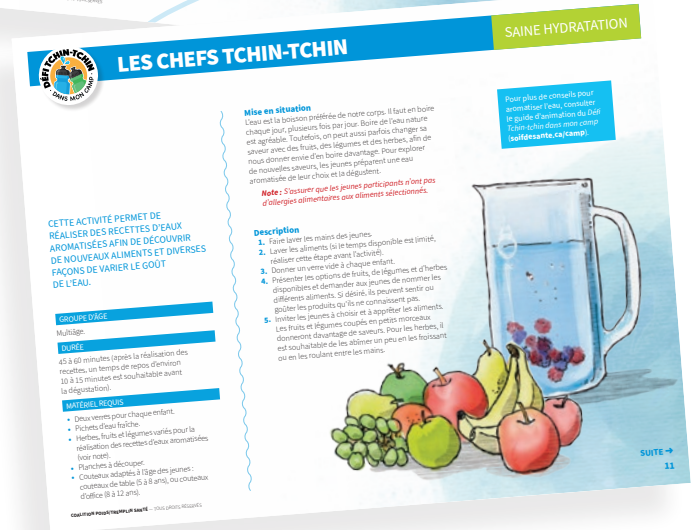 LES CHEFS TCHIN-TCHIN
SAINE HYDRATATION
DÉFI TCHIN-TCHIN
DANS MON CAMP
CETTE ACTIVITÉ PERMET DE
RÉALISER DES RECETTES D'EAUX
AROMATISÉES AFIN DE DÉCOUVRIR
DE NOUVEAUX ALIMENTS ET DIVERSES
FAÇONS DE VARIER LE GOÛT
DE L'EAU.
GROUPE D'ÂGE
Multiâge.
DURÉE
45 à 60 minutes (après la réalisation des
recettes, un temps de repos d'environ
10 à 15 minutes est souhaitable avant
la dégustation).
MATÉRIEL REQUIS
• Deux verres pour chaque enfant.
• Pichets d'eau fraîche.
• Herbes, fruits et légumes variés pour la
réalisation des recettes d'eaux aromatisées
(voir note).
• Planches à découper.
• Couteaux adaptés à l'âge des jeunes :
couteaux de table (5 à 8 ans), ou couteaux
d'office (8 à 12 ans).
Mise en situation
L'eau est la boisson préférée de notre corps. Il faut en boire
chaque jour, plusieurs fois par jour. Boire de l'eau nature
est agréable. Toutefois, on peut aussi parfois changer sa
saveur avec des fruits, des légumes et des herbes, afin de
nous donner envie d'en boire davantage. Pour explorer
de nouvelles saveurs, les jeunes préparent une eau
aromatisée de leur choix et la dégustent.
Note : S'assurer que les jeunes participants n'ont pas
d'allergies alimentaires aux aliments sélectionnés.
Description
1. Faire laver les mains des jeunes.
2. Laver les aliments (si le temps disponible est limité,
réaliser cette étape avant l'activité).
3. Donner un verre vide à chaque enfant.
4. Présenter les options de fruits, de légumes et d'herbes
disponibles et demander aux jeunes de nommer les
différents aliments. Si désiré, ils peuvent sentir ou
goûter les produits qu'ils ne connaissent pas.
5. Inviter les jeunes à choisir et à apprêter les aliments.
Les fruits et légumes coupés en petits morceaux
donneront davantage de saveurs. Pour les herbes, il
est souhaitable de les abîmer un peu en les froissant
ou en les roulant entre les mains.
Pour plus de conseils pour
aromatiser l'eau, consulter
le guide d'animation du Défi
Tchin-tchin dans mon camp
(soifdesante.ca/camp).
SUITE ➔
11
COALITION POIDS — TOUS DROITS RÉSERVÉS